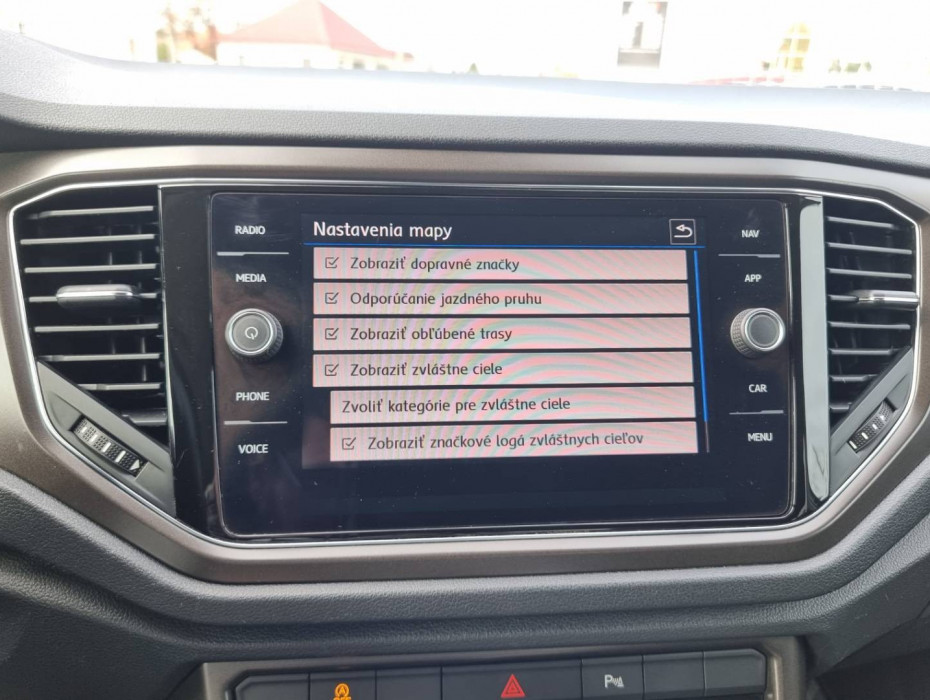 RADIO
MEDIA
PHONE
VOICE
Nastavenia mapy
Zobraziť dopravné značky
Odporúčanie jazdného pruhu
Zobraziť obľúbené trasy
Zobraziť zvláštne ciele
Zvoliť kategórie pre zvláštne ciele
Zobraziť značkové logá zvláštnych cieľov
NAV
APP
CAR
MENU
A
P